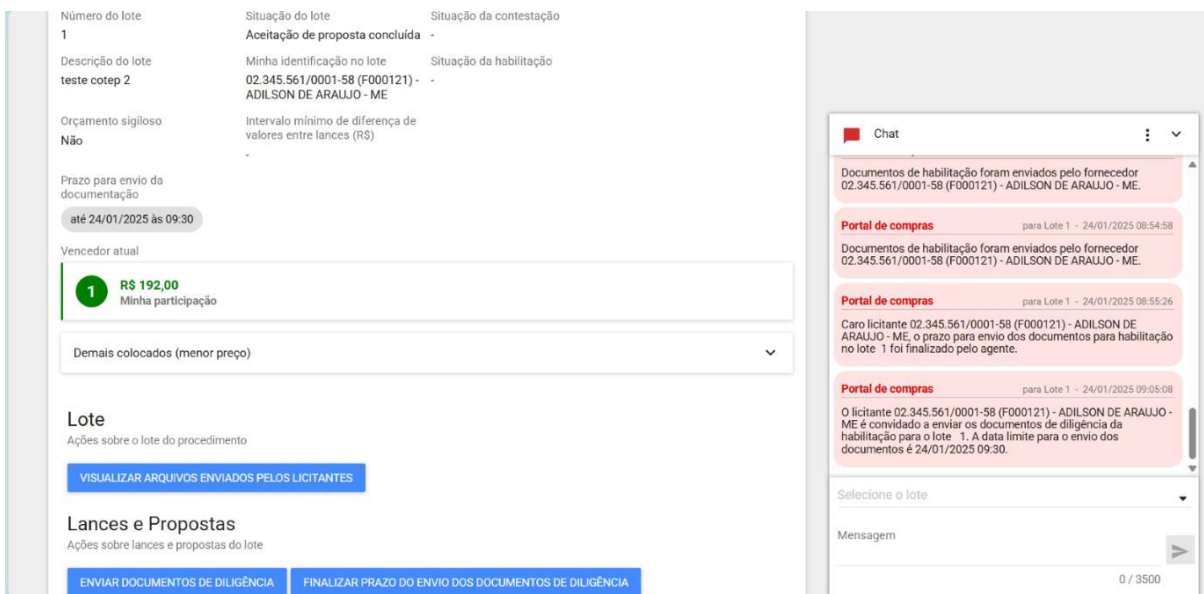 Número do lote
Situação do lote
Situação da contestação
1
Aceitação de proposta concluída
-
Descrição do lote
Minha identificação no lote
Situação da habilitação
teste cotep 2
02.345.561/0001-58 (F000121) -
ADILSON DE ARAUJO - ME
-
Orçamento sigiloso
Intervalo mínimo de diferença de
valores entre lances (R$)
Não
-
Prazo para envio da
documentação
até 24/01/2025 às 09:30
Vencedor atual
1
R$ 192,00
Minha participação
Demais colocados (menor preço)
Lote
Ações sobre o lote do procedimento
VISUALIZAR ARQUIVOS ENVIADOS PELOS LICITANTES
Lances e Propostas
Ações sobre lances e propostas do lote
ENVIAR DOCUMENTOS DE DILIGÊNCIA
FINALIZAR PRAZO DO ENVIO DOS DOCUMENTOS DE DILIGÊNCIA
Chat
Documentos de habilitação foram enviados pelo fornecedor
02.345.561/0001-58 (F000121) - ADILSON DE ARAUJO - ME.
Portal de compras para Lote 1 - 24/01/2025 08:54:58
Documentos de habilitação foram enviados pelo fornecedor
02.345.561/0001-58 (F000121) - ADILSON DE ARAUJO - ME.
Portal de compras para Lote 1 - 24/01/2025 08:55:26
Caro licitante 02.345.561/0001-58 (F000121) - ADILSON DE
ARAUJO - ME, o prazo para envio dos documentos para habilitação
no lote 1 foi finalizado pelo agente.
Portal de compras para Lote 1 - 24/01/2025 09:05:08
O licitante 02.345.561/0001-58 (F000121) - ADILSON DE ARAUJO -
ME é convidado a enviar os documentos de diligência da
habilitação para o lote 1. A data limite para o envio dos
documentos é 24/01/2025 09:30.
Selecione o lote
Mensagem
0 / 3500